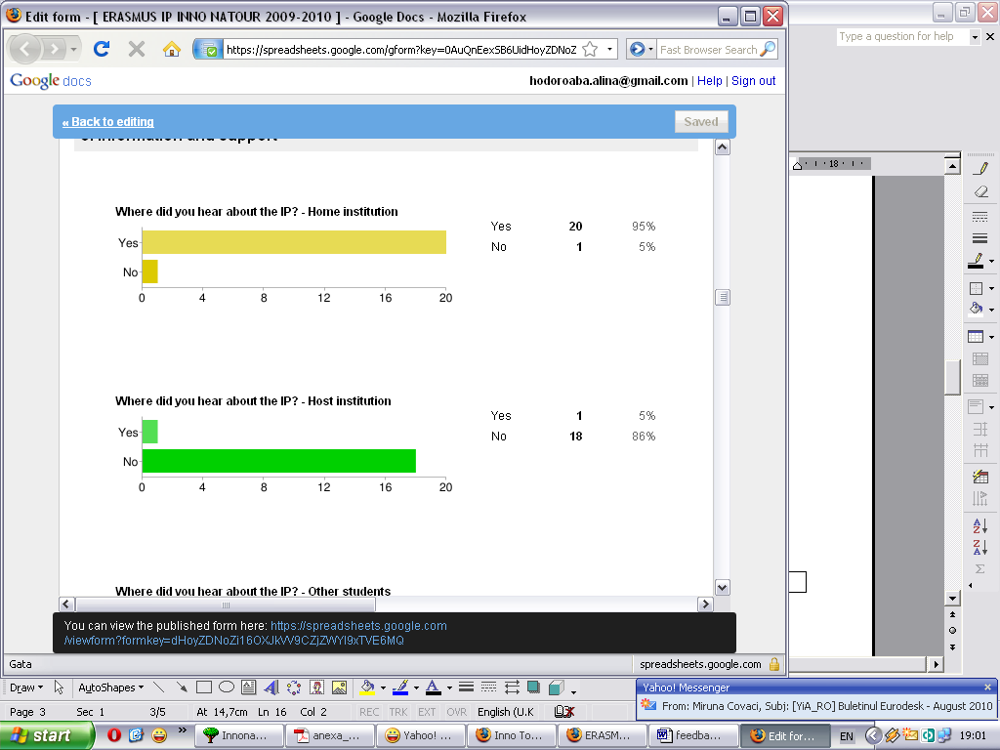 Edit form - [ ERASMUS IP INNO NATOUR 2009-2010 ] - Google Docs - Mozilla Firefox
Type a question for help
https://spreadsheets.google.com/gform?key=0AuQnEexSB6UidHoyZDNoZ
Fast Browser Search
Google docs
hodoroaba.alina@gmail.com | Help | Sign out
« Back to editing
Saved
18
Where did you hear about the IP? - Home institution
Yes 20 95%
No 1 5%
Yes
No
0 4 8 12 16 20
Where did you hear about the IP? - Host institution
Yes 1 5%
No 18 86%
Yes
No
0 4 8 12 16 20
Where did you hear about the IP? - Other students
You can view the published form here: https://spreadsheets.google.com
/viewform?formkey=dHoyZDNoZi16OXJkVV9CZjZWYl9xTVE6MQ
Gata
spreadsheets.google.com
Draw
AutoShapes
Yahoo! Messenger
From: Miruna Covaci, Subj: [YiA_RO] Buletinul Eurodesk - August 2010
Page 3 Sec 1 3/5 At 14,7cm Ln 16 Col 2 REC TRK EXT OVR English (U.K
start
Innona...
anexa_...
Yahoo! ...
Inno To...
ERASM...
feedba...
Edit for...
EN
19:01